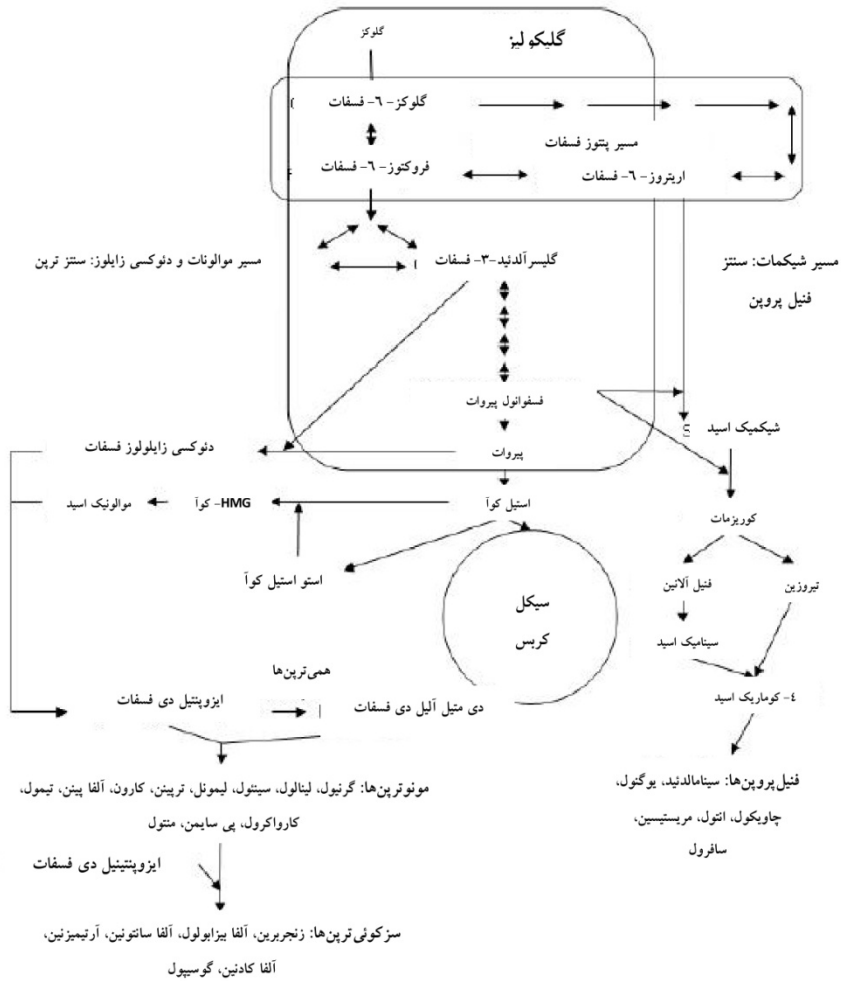 گلیکولیز
گلوکز
گلوکز- ٦- فسفات
مسیر پنتوز فسفات
فروکتوز- ٦- فسفات
اریتروز- ٦- فسفات
مسیر شیکمات: سنتز
فنیل پروپن
گلیسرآلدئید-٣- فسفات
مسیر موالونات و دئوکسی زایلوز: سنتز ترپن
فسفوانول پیروات
شیکمیک اسید
S
پیروات
دئوکسی زایلولوز فسفات
استیل کوآ
HMG- کوآ
موالونیک اسید
کوریزمات
استو استیل کوآ
تیروزین
فنیل آلانین
سیکل
کربس
سینامیک اسید
همی‌ترپن‌ها
٤- کوماریک اسید
دی متیل آلیل دی فسفات
ایزوپنتیل دی فسفات
فنیل‌پروپن‌ها: سینامالدئید، یوگنول،
چاویکول، انتول، مریستیسین،
سافرول
مونوترپن‌ها: گرنیول، لینالول، سینئول، لیمونل، ترپینن، کارون، آلفا پینن، تیمول،
کارواکرول، پی سایمن، منتول
ایزوپنتینیل دی فسفات
سزکوئی‌ترپن‌ها: زنجربرین، آلفا بیزابولول، آلفا سانتونین، آرتیمیزنین،
آلفا کادنین، گوسیپول